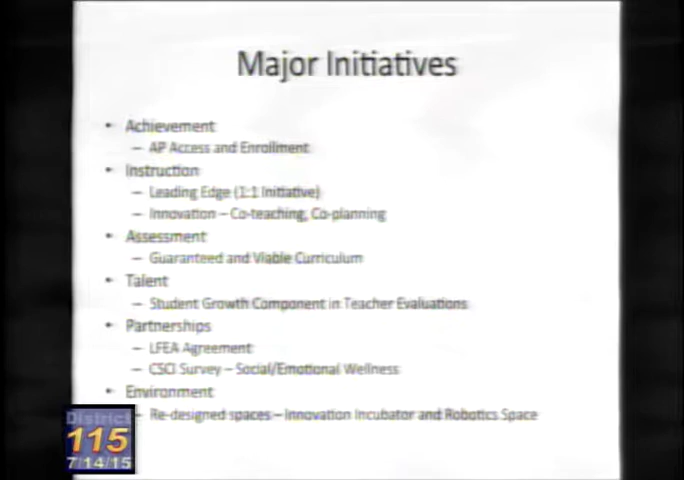 Major Initiatives
• Achievement
– AP Access and Enrollment
• Instruction
– Leading Edge (1:1 Initiative)
– Innovation – Co-teaching, Co-planning
• Assessment
– Guaranteed and Viable Curriculum
• Talent
– Student Growth Component in Teacher Evaluations
• Partnerships
– LFEA Agreement
– CSCI Survey – Social/Emotional Wellness
• Environment
– Re-designed spaces – Innovation Incubator and Robotics Space
District
115
7/14/15